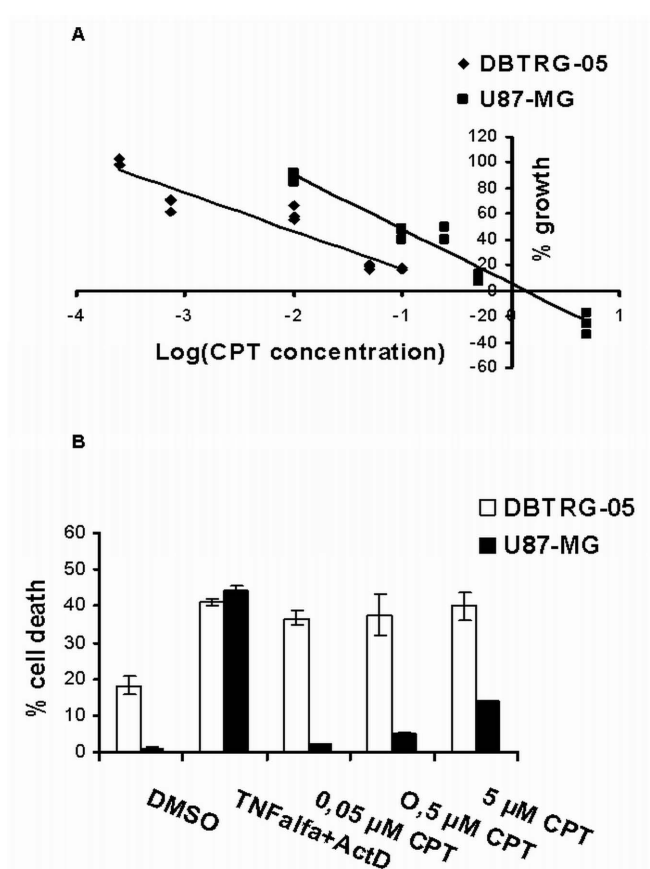 A
DBTRG-05
U87-MG
120
100
80
60
40
20
0
-20
-40
-60
% growth
-4
-3
-2
-1
0
1
Log(CPT concentration)
B
DBTRG-05
U87-MG
60
50
40
30
20
10
0
% cell death
DMSO
TNFalfa+ActD
0,05 µM CPT
O,5 µM CPT
5 µM CPT